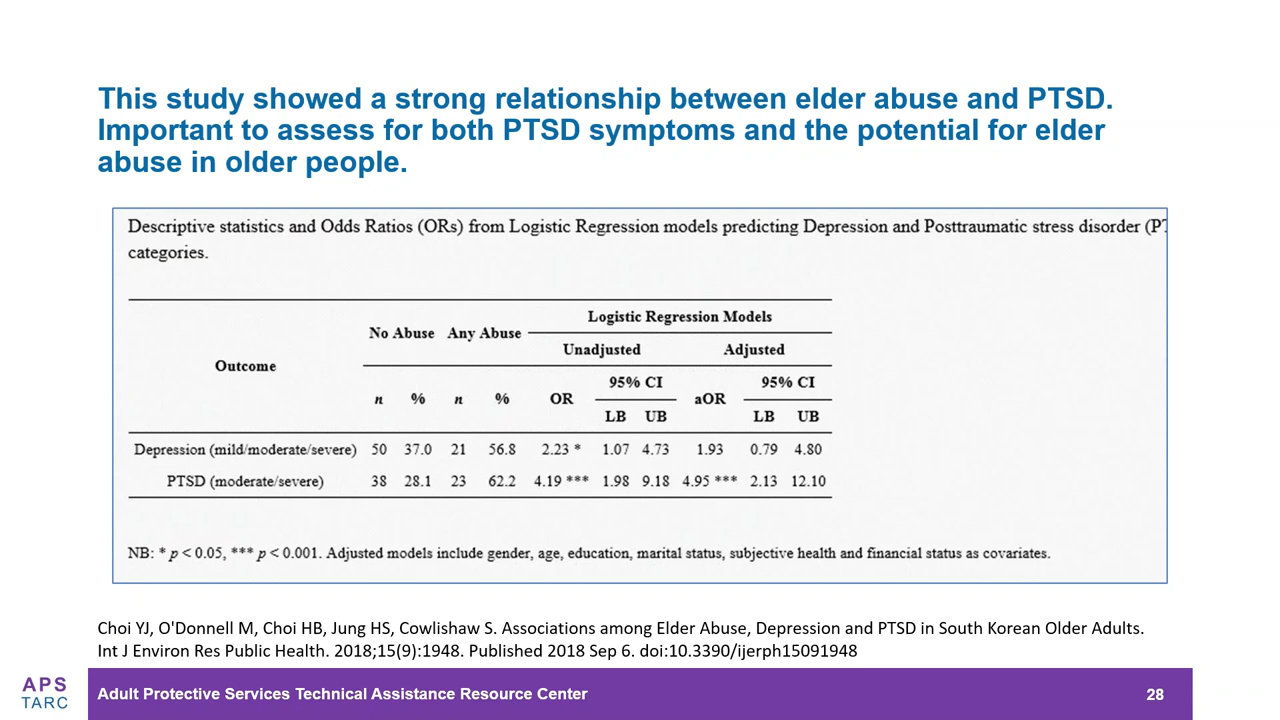 This study showed a strong relationship between elder abuse and PTSD.
Important to assess for both PTSD symptoms and the potential for elder
abuse in older people.
Descriptive statistics and Odds Ratios (ORs) from Logistic Regression models predicting Depression and Posttraumatic stress disorder (PT
categories.
Logistic Regression Models
No Abuse Any Abuse
Unadjusted Adjusted
Outcome
95% CI 95% CI
n % n % OR aOR
LB UB LB UB
Depression (mild/moderate/severe) 50 37.0 21 56.8 2.23 * 1.07 4.73 1.93 0.79 4.80
PTSD (moderate/severe) 38 28.1 23 62.2 4.19 *** 1.98 9.18 4.95 *** 2.13 12.10
NB: * p < 0.05, *** p < 0.001. Adjusted models include gender, age, education, marital status, subjective health and financial status as covariates.
Choi YJ, O'Donnell M, Choi HB, Jung HS, Cowlishaw S. Associations among Elder Abuse, Depression and PTSD in South Korean Older Adults.
Int J Environ Res Public Health. 2018;15(9):1948. Published 2018 Sep 6. doi:10.3390/ijerph15091948
APS
TARC
Adult Protective Services Technical Assistance Resource Center
28